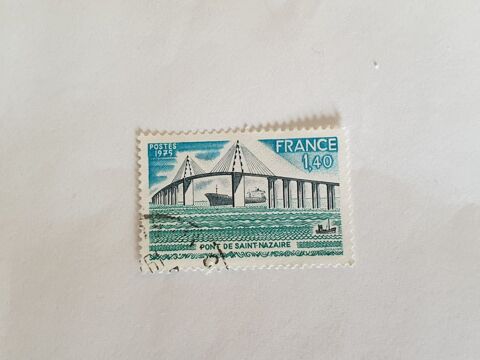 POSTES
1975
FRANCE
1,40
PONT DE SAINT-NAZAIRE